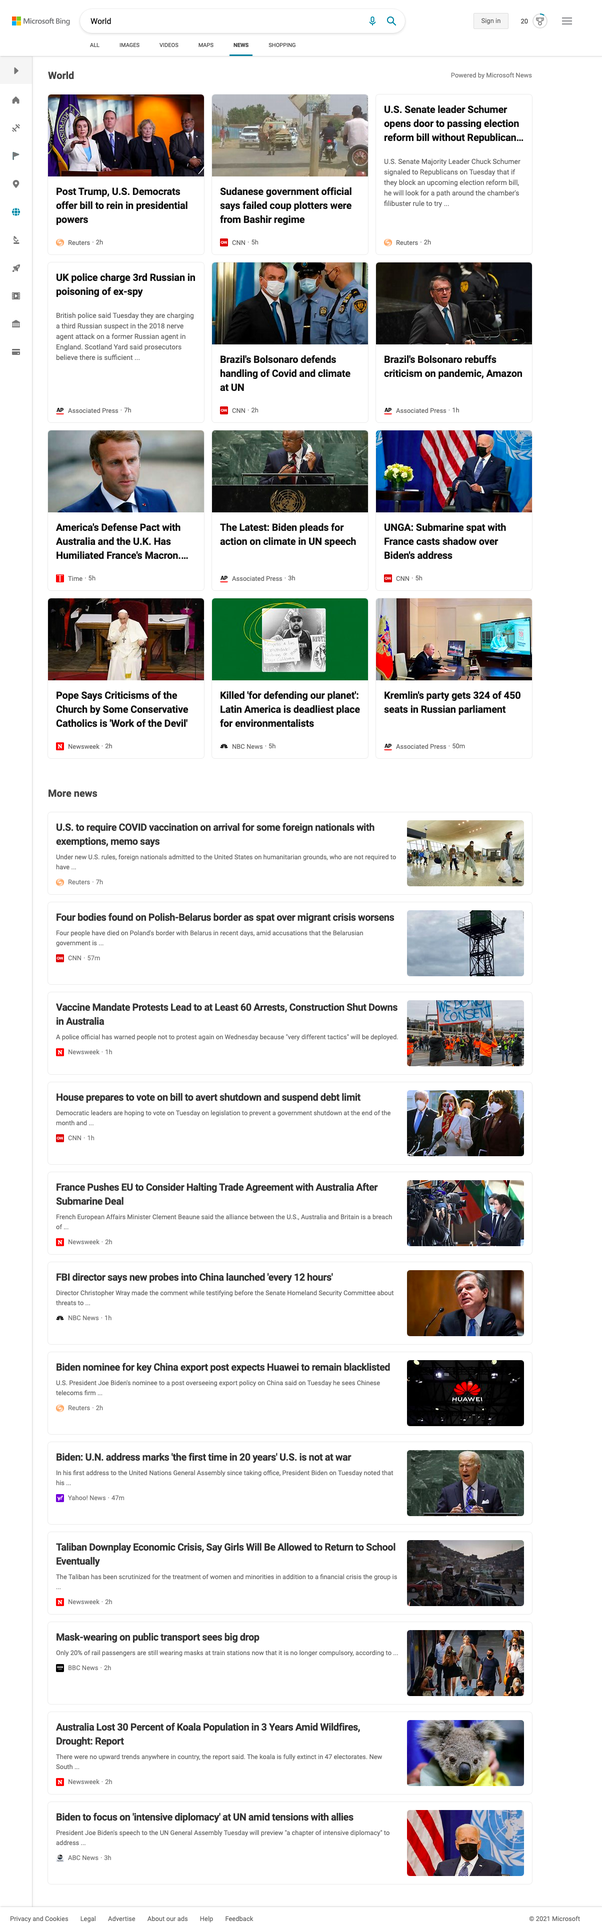 Microsoft Bing
World
Sign in
20
ALL IMAGES VIDEOS MAPS NEWS SHOPPING
World
Powered by Microsoft News
Post Trump, U.S. Democrats
offer bill to rein in presidential
powers
Reuters · 2h
Sudanese government official
says failed coup plotters were
from Bashir regime
CNN · 5h
U.S. Senate leader Schumer
opens door to passing election
reform bill without Republican...
U.S. Senate Majority Leader Chuck Schumer
signaled to Republicans on Tuesday that if
they block an upcoming election reform bill,
he will look for a path around the chamber's
filibuster rule to try ...
Reuters · 2h
UK police charge 3rd Russian in
poisoning of ex-spy
British police said Tuesday they are charging
a third Russian suspect in the 2018 nerve
agent attack on a former Russian agent in
England. Scotland Yard said prosecutors
believe there is sufficient ...
AP Associated Press · 7h
Brazil's Bolsonaro defends
handling of Covid and climate
at UN
CNN · 2h
Brazil's Bolsonaro rebuffs
criticism on pandemic, Amazon
AP Associated Press · 1h
America's Defense Pact with
Australia and the U.K. Has
Humiliated France's Macron....
Time · 5h
The Latest: Biden pleads for
action on climate in UN speech
AP Associated Press · 3h
UNGA: Submarine spat with
France casts shadow over
Biden's address
CNN · 5h
Pope Says Criticisms of the
Church by Some Conservative
Catholics is 'Work of the Devil'
N Newsweek · 2h
Killed 'for defending our planet':
Latin America is deadliest place
for environmentalists
NBC News · 5h
Kremlin's party gets 324 of 450
seats in Russian parliament
AP Associated Press · 50m
More news
U.S. to require COVID vaccination on arrival for some foreign nationals with
exemptions, memo says
Under new U.S. rules, foreign nationals admitted to the United States on humanitarian grounds, who are not required to
have ...
Reuters · 7h
Four bodies found on Polish-Belarus border as spat over migrant crisis worsens
Four people have died on Poland's border with Belarus in recent days, amid accusations that the Belarusian
government is ...
CNN · 57m
Vaccine Mandate Protests Lead to at Least 60 Arrests, Construction Shut Downs
in Australia
A police official has warned people not to protest again on Wednesday because "very different tactics" will be deployed.
N Newsweek · 1h
WE DO NOT
CONSENT
House prepares to vote on bill to avert shutdown and suspend debt limit
Democratic leaders are hoping to vote on Tuesday on legislation to prevent a government shutdown at the end of the
month and ...
CNN · 1h
France Pushes EU to Consider Halting Trade Agreement with Australia After
Submarine Deal
French European Affairs Minister Clement Beaune said the alliance between the U.S., Australia and Britain is a breach
of ...
N Newsweek · 2h
FBI director says new probes into China launched 'every 12 hours'
Director Christopher Wray made the comment while testifying before the Senate Homeland Security Committee about
threats to ...
NBC News · 1h
Biden nominee for key China export post expects Huawei to remain blacklisted
U.S. President Joe Biden's nominee to a post overseeing export policy on China said on Tuesday he sees Chinese
telecoms firm ...
Reuters · 2h
HUAWEI
Biden: U.N. address marks 'the first time in 20 years' U.S. is not at war
In his first address to the United Nations General Assembly since taking office, President Biden on Tuesday noted that
his ...
Yahoo! News · 47m
Taliban Downplay Economic Crisis, Say Girls Will Be Allowed to Return to School
Eventually
The Taliban has been scrutinized for the treatment of women and minorities in addition to a financial crisis the group is
...
N Newsweek · 2h
Mask-wearing on public transport sees big drop
Only 20% of rail passengers are still wearing masks at train stations now that it is no longer compulsory, according to ...
BBC News · 2h
Australia Lost 30 Percent of Koala Population in 3 Years Amid Wildfires,
Drought: Report
There were no upward trends anywhere in country, the report said. The koala is fully extinct in 47 electorates. New
South ...
N Newsweek · 2h
Biden to focus on 'intensive diplomacy' at UN amid tensions with allies
President Joe Biden's speech to the UN General Assembly Tuesday will preview "a chapter of intensive diplomacy" to
address ...
ABC News · 3h
Privacy and Cookies Legal Advertise About our ads Help Feedback
© 2021 Microsoft